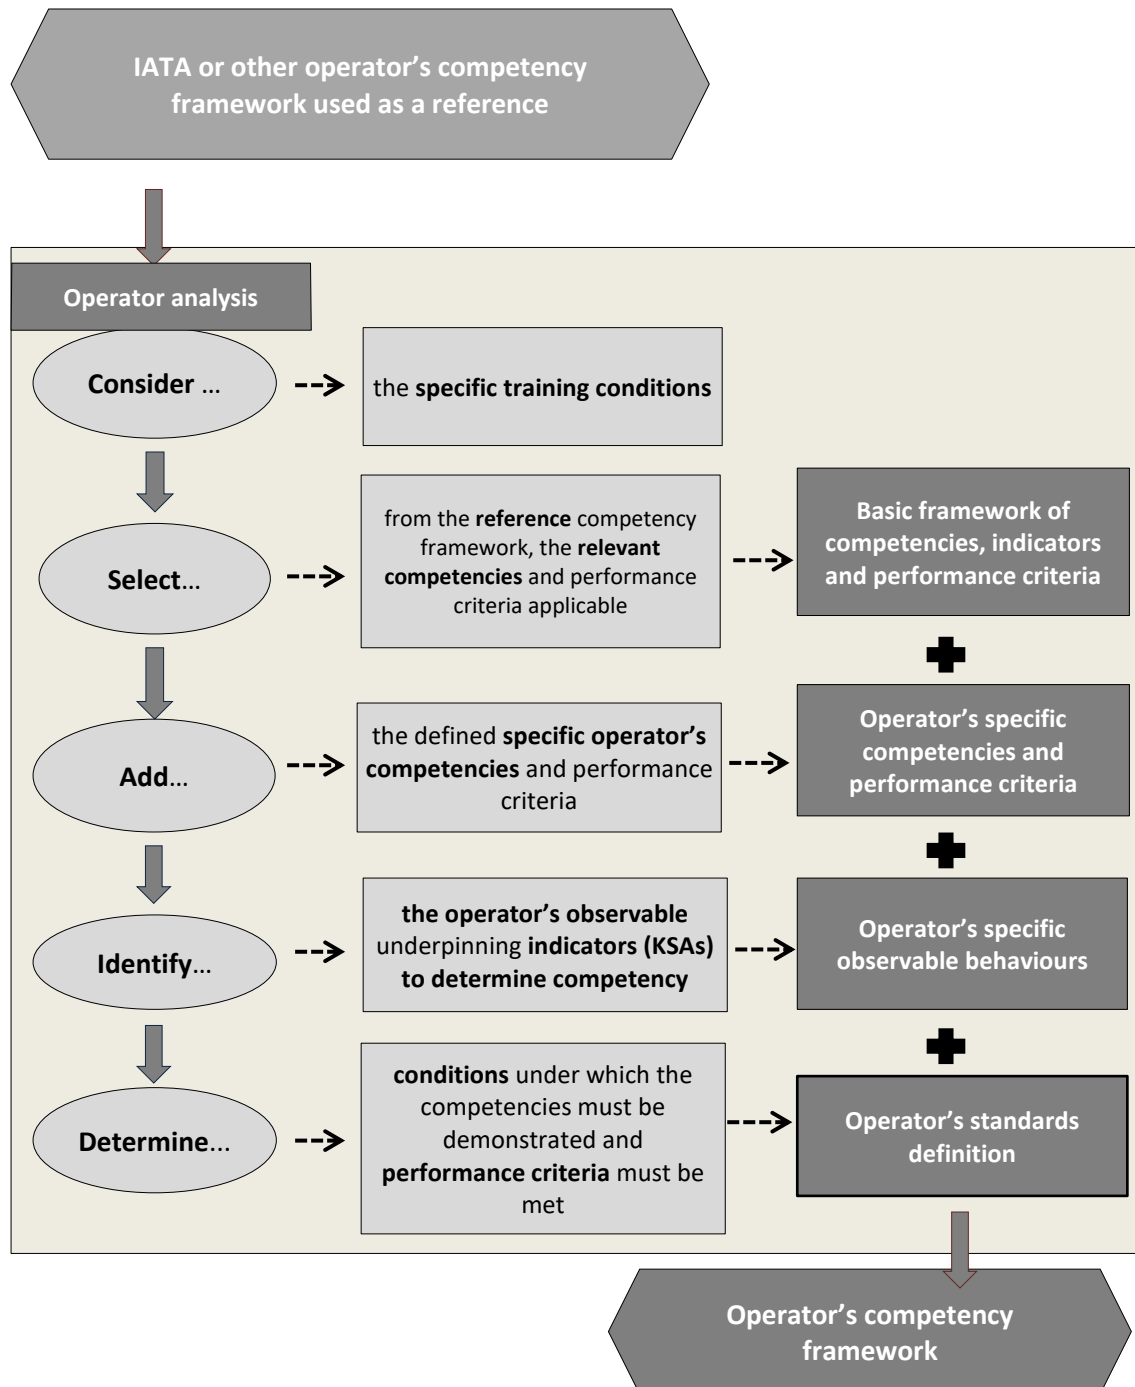 IATA or other operator’s competency
framework used as a reference
Operator analysis
Consider ...
the specific training conditions
Select...
from the reference competency
framework, the relevant
competencies and performance
criteria applicable
Basic framework of
competencies, indicators
and performance criteria
Add...
the defined specific operator’s
competencies and performance
criteria
Operator’s specific
competencies and
performance criteria
Identify...
the operator’s observable
underpinning indicators (KSAs)
to determine competency
Operator’s specific
observable behaviours
Determine...
conditions under which the
competencies must be
demonstrated and
performance criteria must be
met
Operator’s standards
definition
Operator’s competency
framework